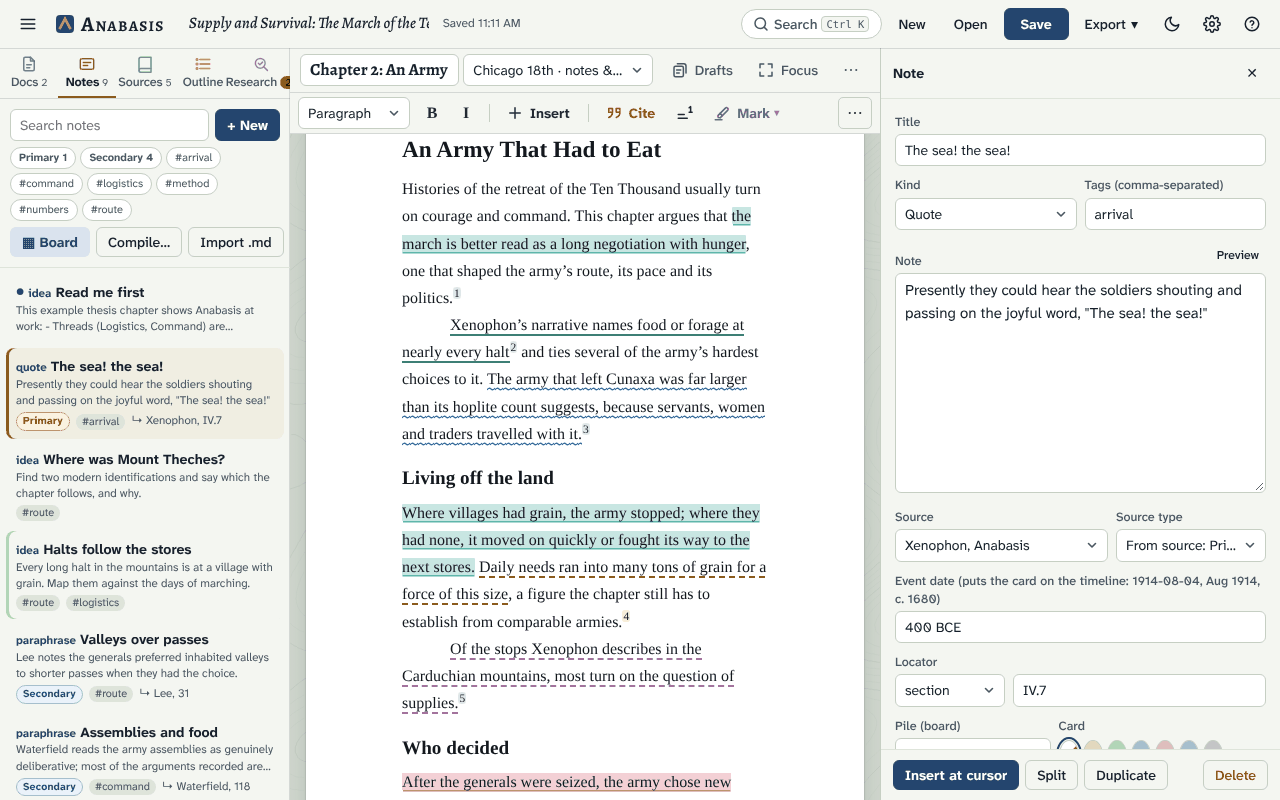 Anabasis
Supply and Survival: The March of the Te
Saved 11:11 AM
Search Ctrl K
New
Open
Save
Export ▾
Docs 2
Notes 9
Sources 5
Outline
Research
Search notes
+ New
Primary 1
Secondary 4
#arrival
#command
#logistics
#method
#numbers
#route
Board
Compile...
Import .md
idea Read me first
This example thesis chapter shows Anabasis at
work: - Threads (Logistics, Command) are...
quote The sea! the sea!
Presently they could hear the soldiers shouting
and passing on the joyful word, "The sea! the sea!"
Primary #arrival ↳ Xenophon, IV.7
idea Where was Mount Theches?
Find two modern identifications and say which the
chapter follows, and why.
#route
idea Halts follow the stores
Every long halt in the mountains is at a village with
grain. Map them against the days of marching.
#route #logistics
paraphrase Valleys over passes
Lee notes the generals preferred inhabited valleys
to shorter passes when they had the choice.
Secondary #route ↳ Lee, 31
paraphrase Assemblies and food
Waterfield reads the army assemblies as genuinely
deliberative; most of the arguments recorded are...
Secondary #command ↳ Waterfield, 118
Chapter 2: An Army
Chicago 18th · notes &...
Drafts
Focus
...
Paragraph
B
I
+ Insert
Cite
1
Mark ▾
...
An Army That Had to Eat
Histories of the retreat of the Ten Thousand usually turn
on courage and command. This chapter argues that the
march is better read as a long negotiation with hunger,
one that shaped the army’s route, its pace and its
politics.1
Xenophon’s narrative names food or forage at
nearly every halt2 and ties several of the army’s hardest
choices to it. The army that left Cunaxa was far larger
than its hoplite count suggests, because servants, women
and traders travelled with it.3
Living off the land
Where villages had grain, the army stopped; where they
had none, it moved on quickly or fought its way to the
next stores. Daily needs ran into many tons of grain for a
force of this size, a figure the chapter still has to
establish from comparable armies.4
Of the stops Xenophon describes in the
Carduchian mountains, most turn on the question of
supplies.5
Who decided
After the generals were seized, the army chose new
Note
Title
The sea! the sea!
Kind
Tags (comma-separated)
Quote
arrival
Note
Preview
Presently they could hear the soldiers shouting and
passing on the joyful word, "The sea! the sea!"
Source
Source type
Xenophon, Anabasis
From source: Pri...
Event date (puts the card on the timeline: 1914-08-04, Aug 1914,
c. 1680)
400 BCE
Locator
section
IV.7
Pile (board)
Card
Insert at cursor
Split
Duplicate
Delete